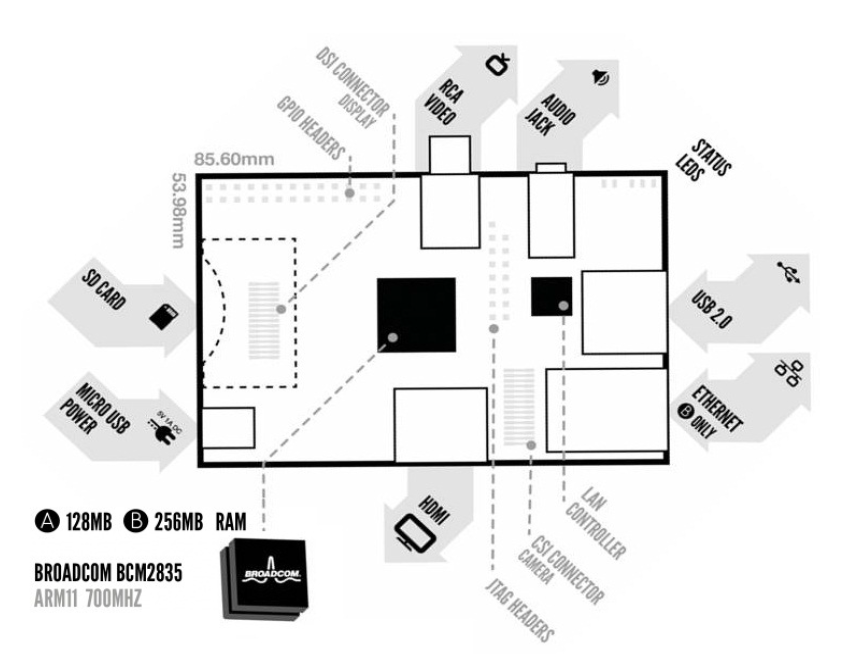 DSI CONNECTOR
DISPLAY
GPIO HEADERS
RCA
VIDEO
AUDIO
JACK
STATUS
LEDS
85.60mm
53.98mm
SD CARD
MICRO USB
POWER
5V 1A DC
USB 2.0
ETHERNET
B ONLY
HDMI
LAN
CONTROLLER
CSI CONNECTOR
CAMERA
JTAG HEADERS
A 128MB B 256MB RAM
BROADCOM BCM2835
ARM11 700MHZ
BROADCOM.